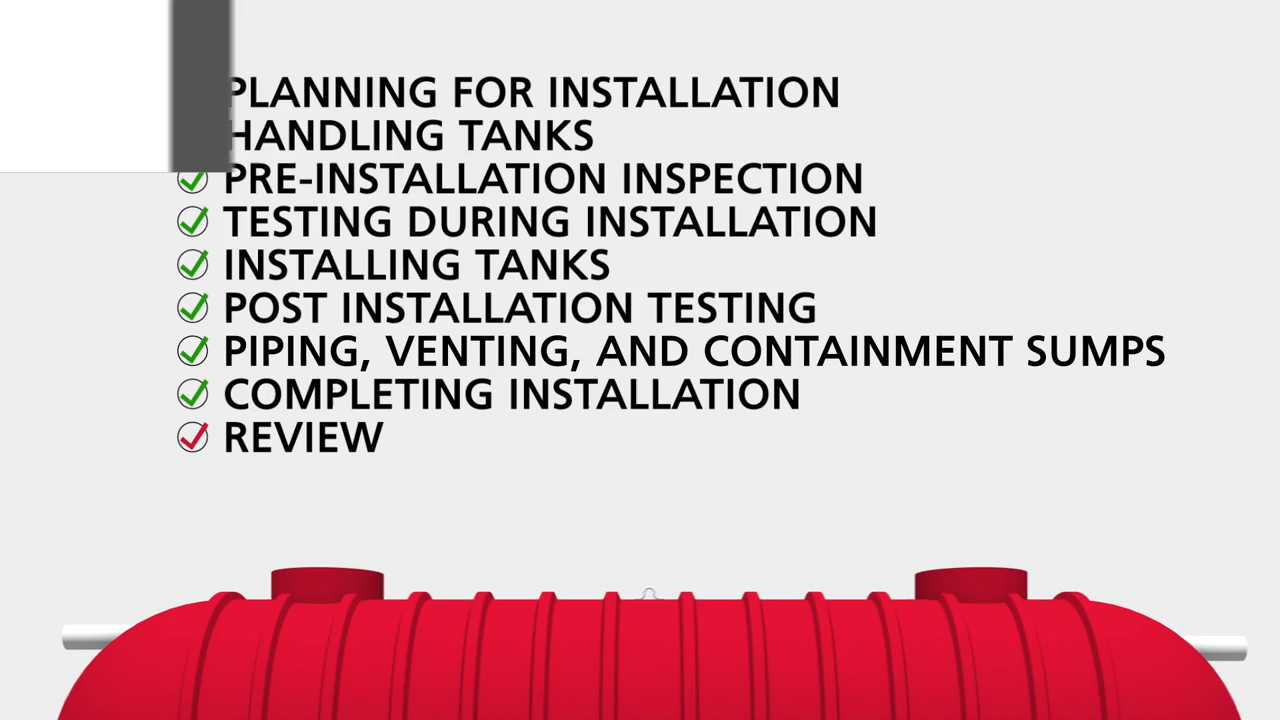 PLANNING FOR INSTALLATION
HANDLING TANKS
PRE-INSTALLATION INSPECTION
TESTING DURING INSTALLATION
INSTALLING TANKS
POST INSTALLATION TESTING
PIPING, VENTING, AND CONTAINMENT SUMPS
COMPLETING INSTALLATION
REVIEW